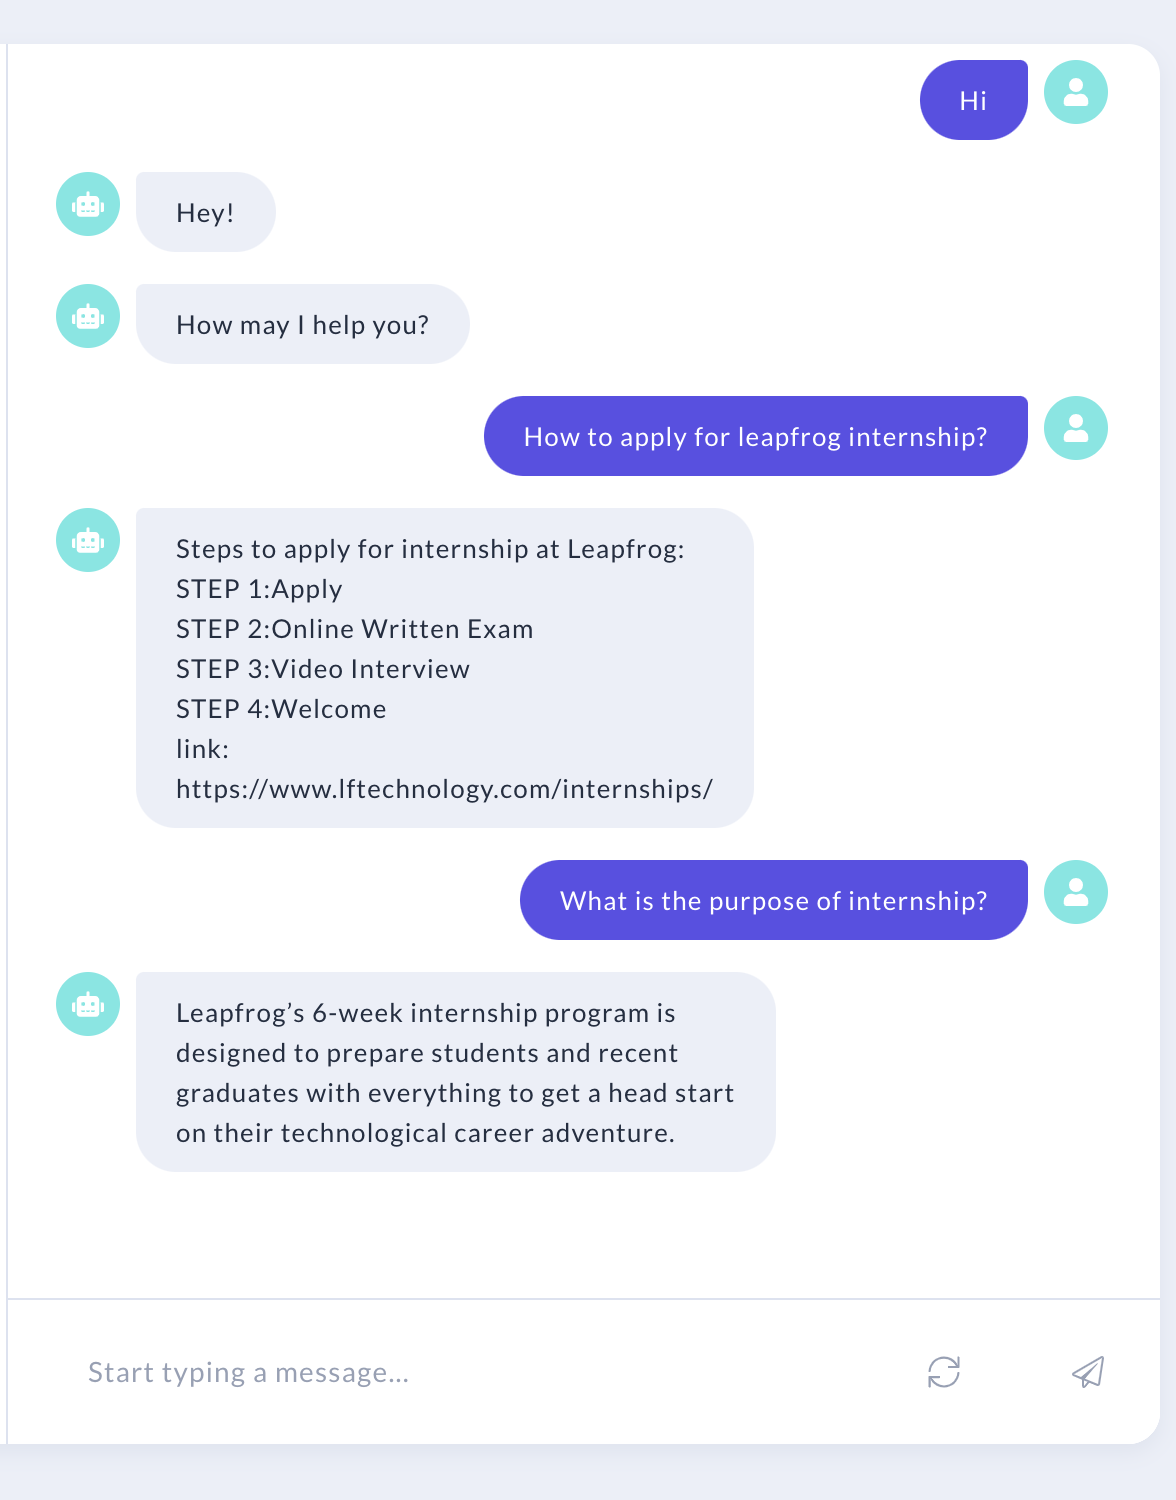 Hi
Hey!
How may I help you?
How to apply for leapfrog internship?
Steps to apply for internship at Leapfrog:
STEP 1:Apply
STEP 2:Online Written Exam
STEP 3:Video Interview
STEP 4:Welcome
link:
https://www.lftechnology.com/internships/
What is the purpose of internship?
Leapfrog’s 6-week internship program is
designed to prepare students and recent
graduates with everything to get a head start
on their technological career adventure.
Start typing a message...